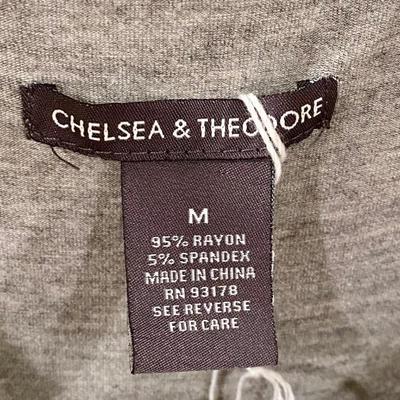 CHELSEA & THEODORE
M
95% RAYON
5% SPANDEX
MADE IN CHINA
RN 93178
SEE REVERSE
FOR CARE